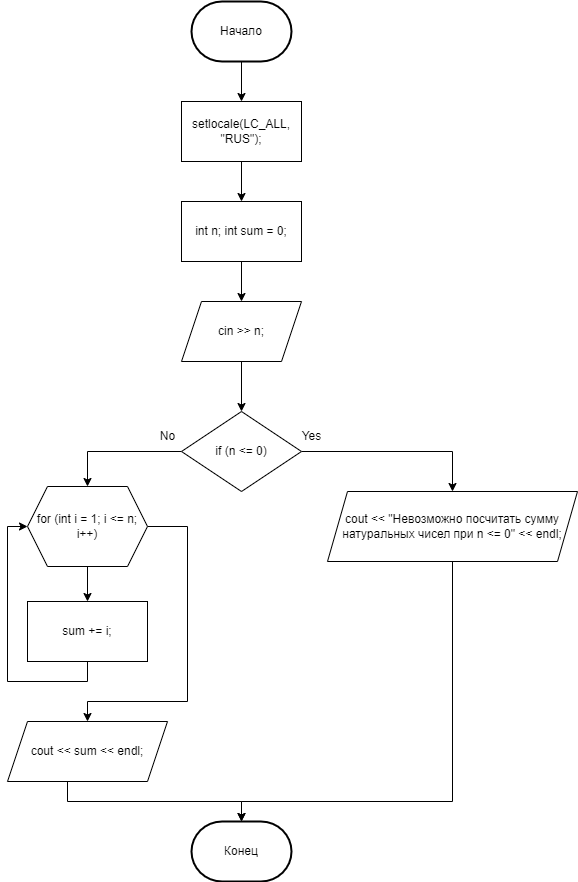 Начало
setlocale(LC_ALL,
"RUS");
int n; int sum = 0;
cin >> n;
if (n <= 0)
No
Yes
for (int i = 1; i <= n;
i++)
cout << "Невозможно посчитать сумму
натуральных чисел при n <= 0" << endl;
sum += i;
cout << sum << endl;
Конец